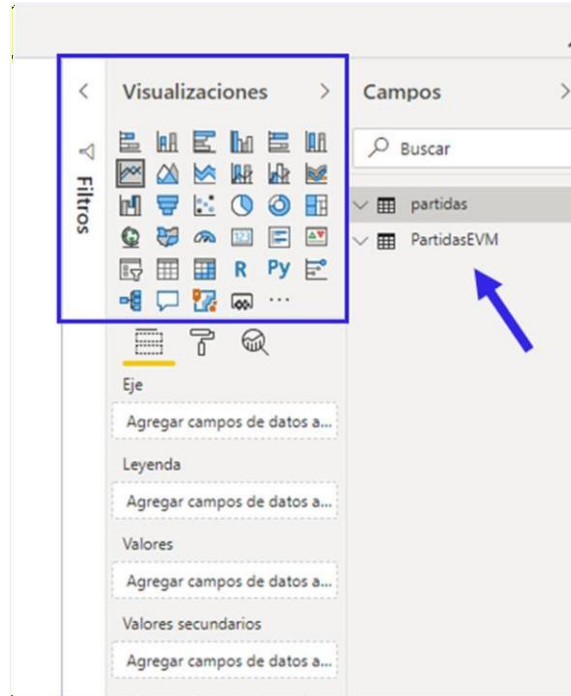 Filtros
Visualizaciones
R
Py
123
Eje
Agregar campos de datos a...
Leyenda
Agregar campos de datos a...
Valores
Agregar campos de datos a...
Valores secundarios
Agregar campos de datos a...
Campos
Buscar
partidas
PartidasEVM